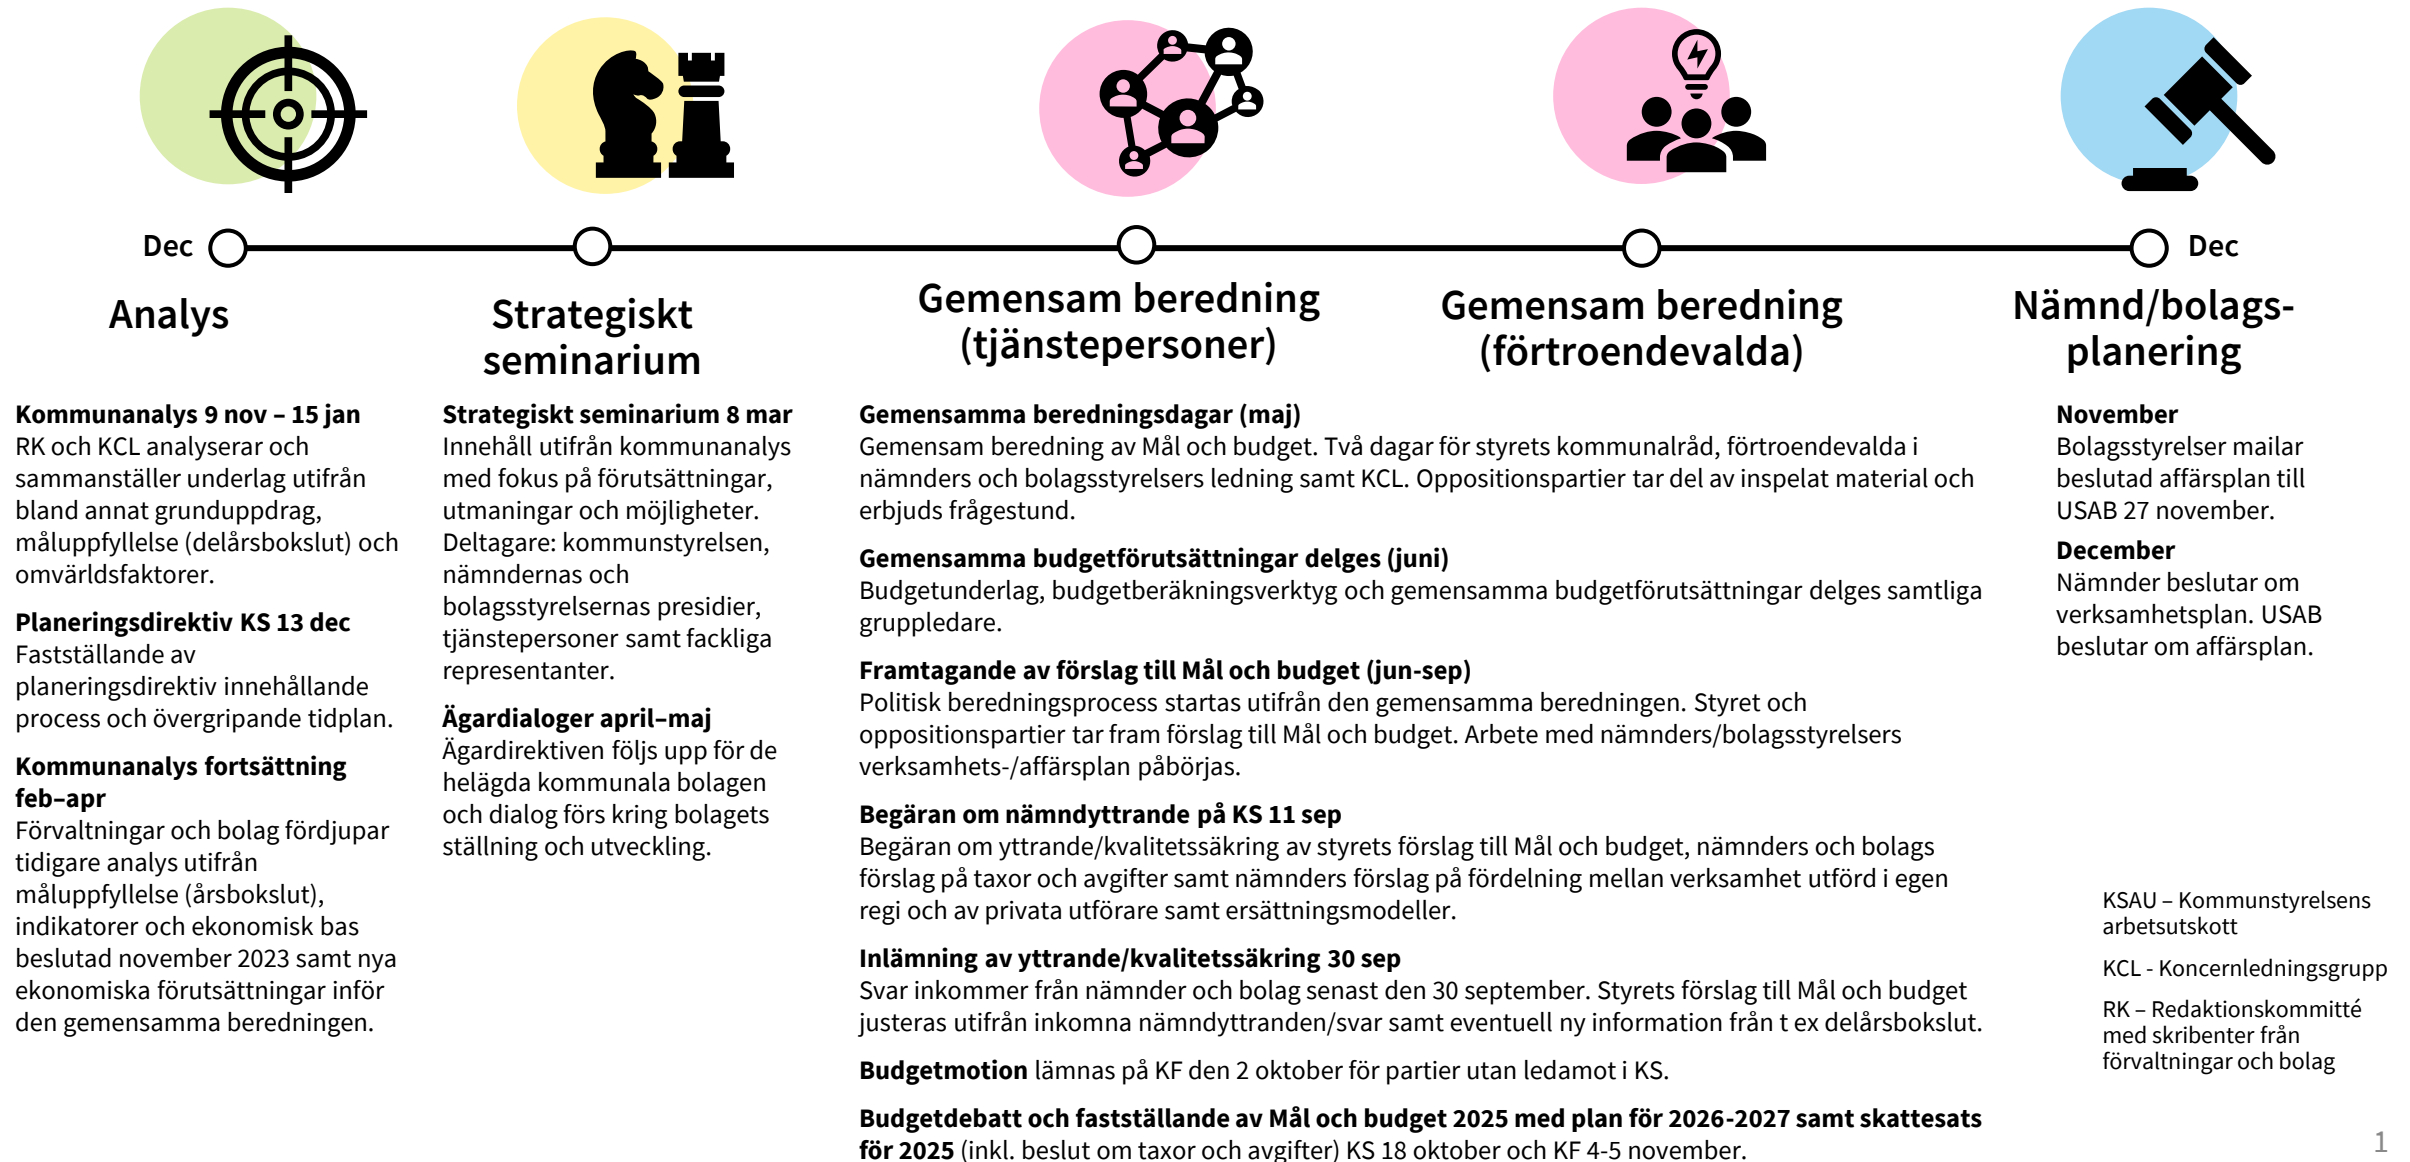 Dec
Dec
Analys
Strategiskt
seminarium
Gemensam beredning
(tjänstepersoner)
Gemensam beredning
(förtroendevalda)
Nämnd/bolags-
planering
Kommunanalys 9 nov – 15 jan
RK och KCL analyserar och
sammanställer underlag utifrån
bland annat grunduppdrag,
måluppfyllelse (delårsbokslut) och
omvärldsfaktorer.
Planeringsdirektiv KS 13 dec
Fastställande av
planeringsdirektiv innehållande
process och övergripande tidplan.
Kommunanalys fortsättning
feb–apr
Förvaltningar och bolag fördjupar
tidigare analys utifrån
måluppfyllelse (årsbokslut),
indikatorer och ekonomisk bas
beslutad november 2023 samt nya
ekonomiska förutsättningar inför
den gemensamma beredningen.
Strategiskt seminarium 8 mar
Innehåll utifrån kommunanalys
med fokus på förutsättningar,
utmaningar och möjligheter.
Deltagare: kommunstyrelsen,
nämndernas och
bolagsstyrelsernas presidier,
tjänstepersoner samt fackliga
representanter.
Ägardialoger april–maj
Ägardirektiven följs upp för de
helägda kommunala bolagen
och dialog förs kring bolagets
ställning och utveckling.
Gemensamma beredningsdagar (maj)
Gemensam beredning av Mål och budget. Två dagar för styrets kommunalråd, förtroendevalda i
nämnders och bolagsstyrelsers ledning samt KCL. Oppositionspartier tar del av inspelat material och
erbjuds frågestund.
Gemensamma budgetförutsättningar delges (juni)
Budgetunderlag, budgetberäkningsverktyg och gemensamma budgetförutsättningar delges samtliga
gruppledare.
Framtagande av förslag till Mål och budget (jun-sep)
Politisk beredningsprocess startas utifrån den gemensamma beredningen. Styret och
oppositionspartier tar fram förslag till Mål och budget. Arbete med nämnders/bolagsstyrelsers
verksamhets-/affärsplan påbörjas.
Begäran om nämndyttrande på KS 11 sep
Begäran om yttrande/kvalitetssäkring av styrets förslag till Mål och budget, nämnders och bolags
förslag på taxor och avgifter samt nämnders förslag på fördelning mellan verksamhet utförd i egen
regi och av privata utförare samt ersättningsmodeller.
Inlämning av yttrande/kvalitetssäkring 30 sep
Svar inkommer från nämnder och bolag senast den 30 september. Styrets förslag till Mål och budget
justeras utifrån inkomna nämndyttranden/svar samt eventuell ny information från t ex delårsbokslut.
Budgetmotion lämnas på KF den 2 oktober för partier utan ledamot i KS.
Budgetdebatt och fastställande av Mål och budget 2025 med plan för 2026-2027 samt skattesats
för 2025 (inkl. beslut om taxor och avgifter) KS 18 oktober och KF 4-5 november.
November
Bolagsstyrelser mailar
beslutad affärsplan till
USAB 27 november.
December
Nämnder beslutar om
verksamhetsplan. USAB
beslutar om affärsplan.
KSAU – Kommunstyrelsens
arbetsutskott
KCL - Koncernledningsgrupp
RK – Redaktionskommitté
med skribenter från
förvaltningar och bolag
1